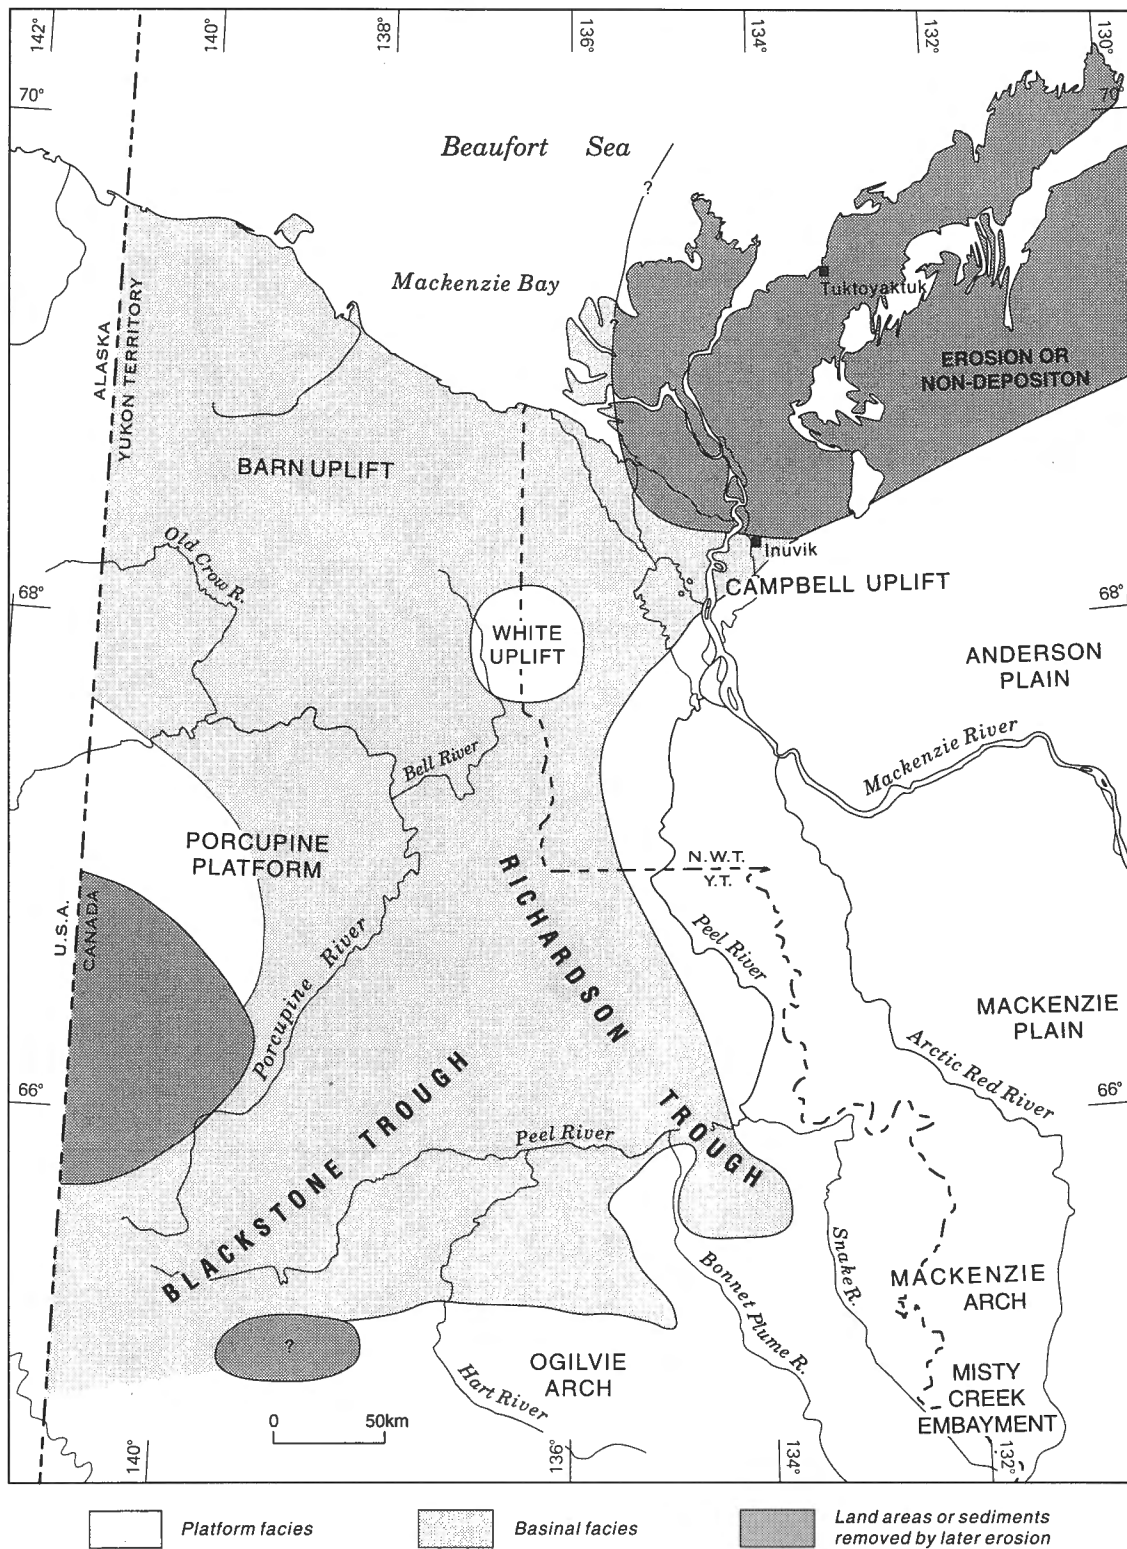 142°
140°
138°
136°
134°
132°
130°
70°
70°
Beaufort Sea
?
Mackenzie Bay
Tuktoyaktuk
?
ALASKA
YUKON TERRITORY
EROSION OR
NON-DEPOSITON
BARN UPLIFT
Old Crow R.
Inuvik
CAMPBELL UPLIFT
68°
68°
WHITE
UPLIFT
ANDERSON
PLAIN
Mackenzie River
Bell River
PORCUPINE
PLATFORM
N.W.T.
Y.T.
U.S.A.
CANADA
RICHARDSON
TROUGH
Peel River
Porcupine River
MACKENZIE
PLAIN
Arctic Red River
66°
66°
BLACKSTONE TROUGH
Peel River
Snake R.
Bonnet Plume R.
MACKENZIE
ARCH
?
OGILVIE
ARCH
Hart River
MISTY
CREEK
EMBAYMENT
0 50km
140°
136°
134°
132°
Platform facies
Basinal facies
Land areas or sediments
removed by later erosion